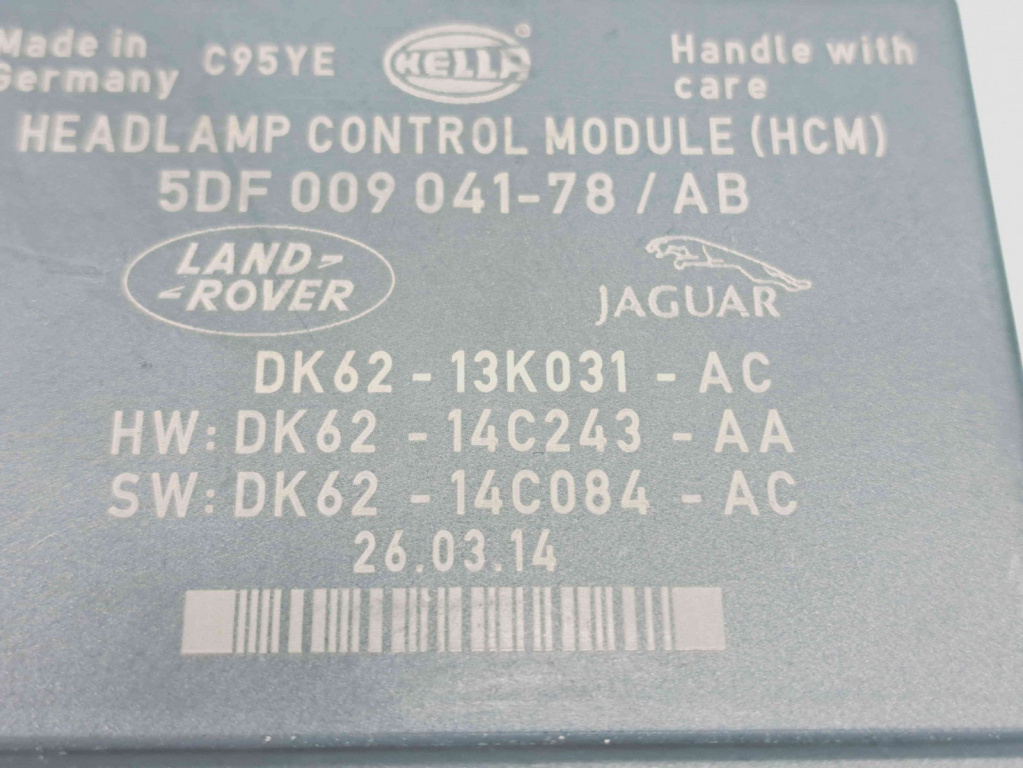 Made in Germany
C95YE
HELLA
®
Handle with care
HEADLAMP CONTROL MODULE (HCM)
5DF 009 041-78 / AB
LAND-
-ROVER
JAGUAR
DK62 - 13K031 - AC
HW: DK62 - 14C243 - AA
SW: DK62 - 14C084 - AC
26.03.14